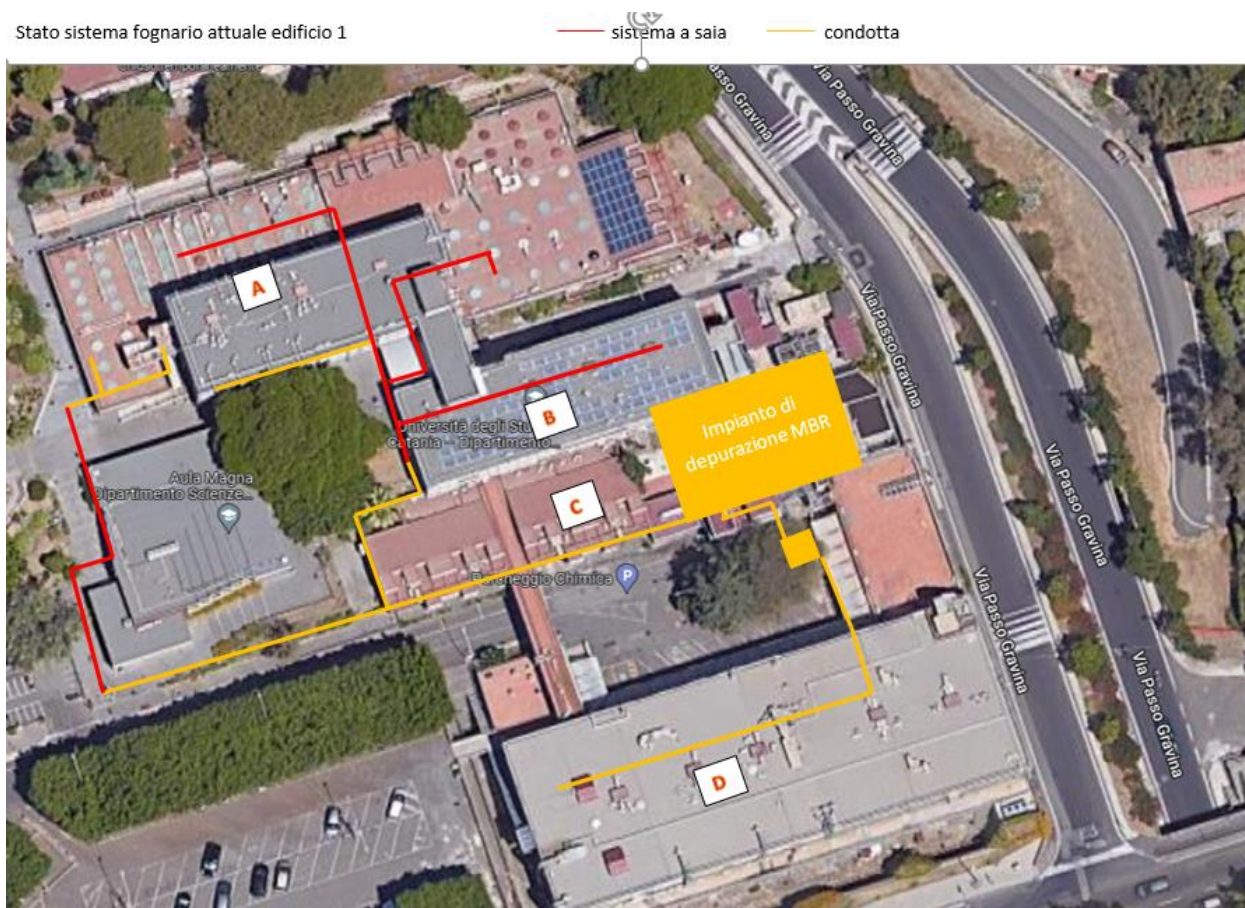 Stato sistema fognario attuale edificio 1
sistema a saia
condotta
Via Passo Gravina
Via Passo Gravina
Via Passo Gravina
Via Passo Gravina
Via Passo Gravina
Via Passo Gravina
A
B
Università degli Stu
Catania – Dipartimento...
Impianto di
depurazione MBR
Aula Magna
Dipartimento Scienze...
C
Parcheggio Chimica
P
D